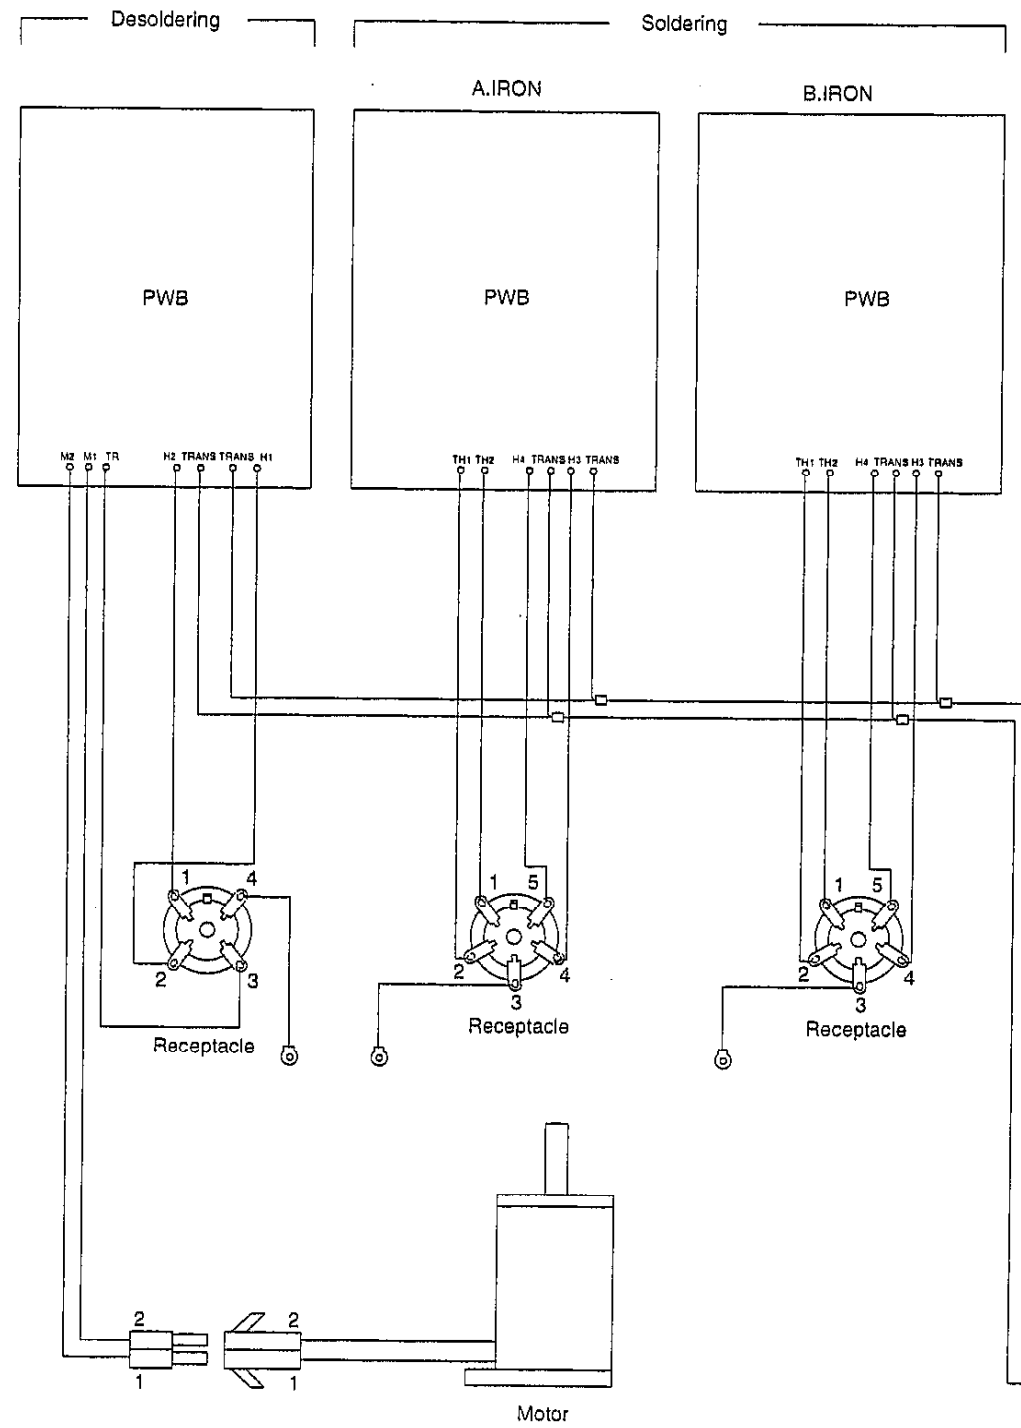 Desoldering
Soldering
A.IRON
B.IRON
PWB
PWB
PWB
M2 M1 TR H2 TRANS TRANS H1
TH1 TH2 H4 TRANS H3 TRANS
TH1 TH2 H4 TRANS H3 TRANS
1 4
2 3
Receptacle
1 5
2 4
3
Receptacle
1 5
2 4
3
Receptacle
2 2
1 1
Motor